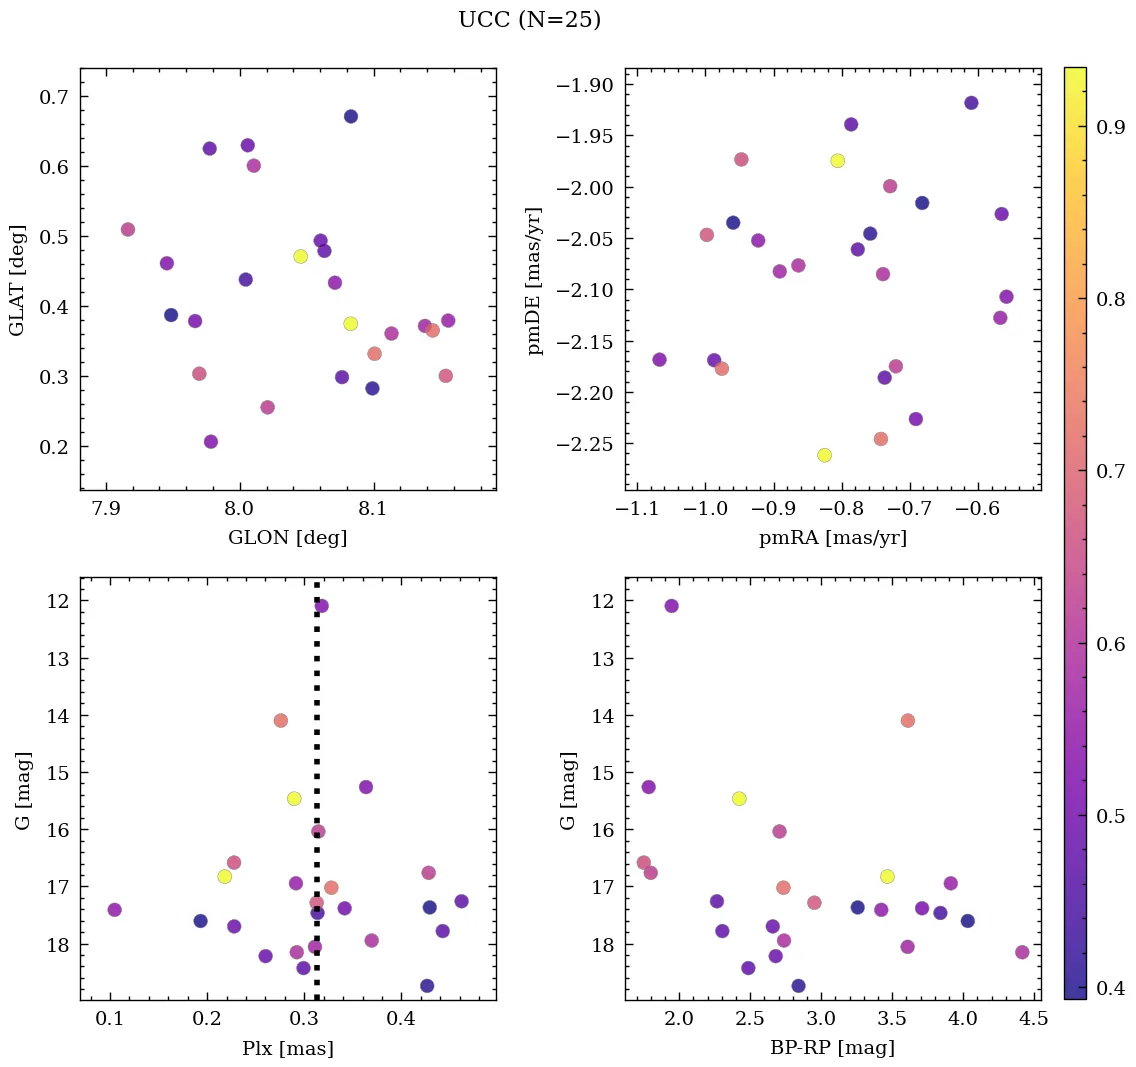 UCC (N=25)
0.7
0.6
0.5
0.4
0.3
0.2
GLAT [deg]
7.9 8.0 8.1
GLON [deg]
−1.90
−1.95
−2.00
−2.05
−2.10
−2.15
−2.20
−2.25
pmDE [mas/yr]
−1.1 −1.0 −0.9 −0.8 −0.7 −0.6
pmRA [mas/yr]
12
13
14
15
16
17
18
G [mag]
0.1 0.2 0.3 0.4
Plx [mas]
12
13
14
15
16
17
18
G [mag]
2.0 2.5 3.0 3.5 4.0 4.5
BP-RP [mag]
0.9
0.8
0.7
0.6
0.5
0.4